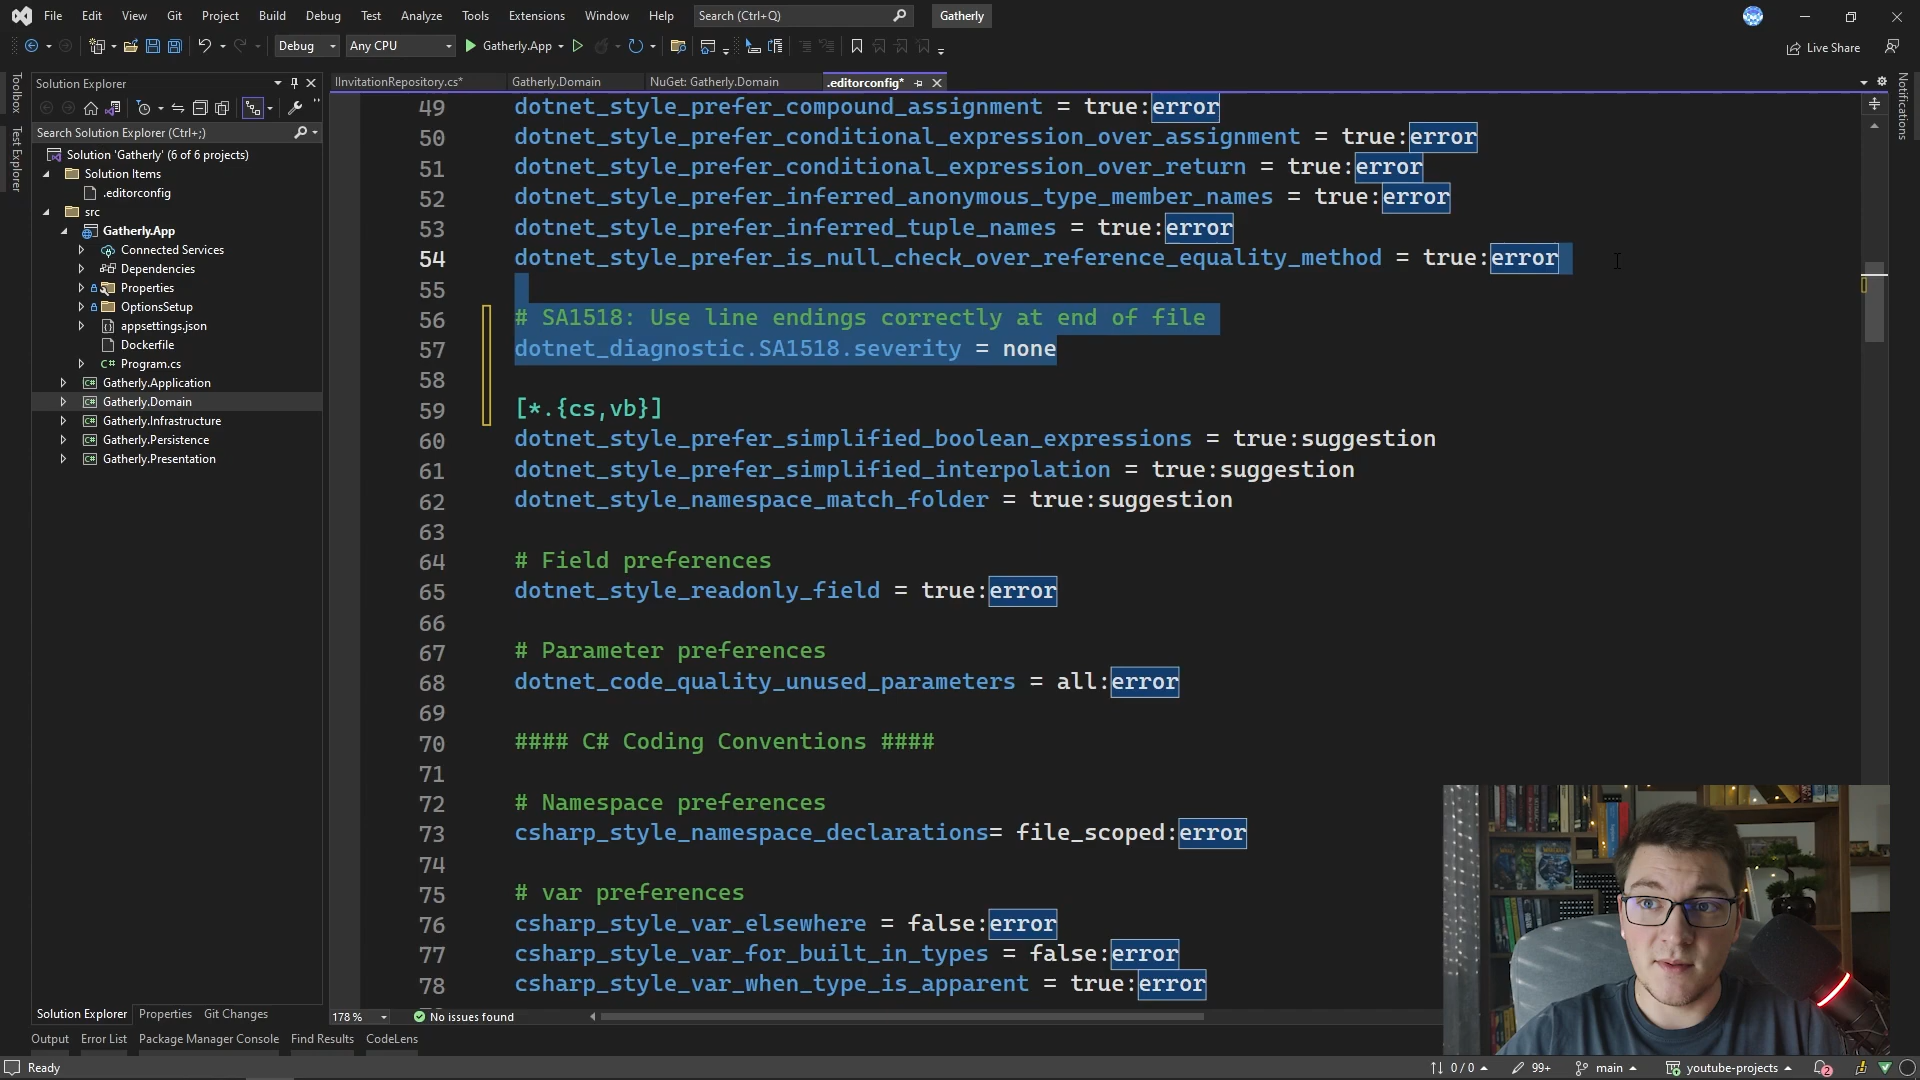 File Edit View Git Project Build Debug Test Analyze Tools Extensions Window Help Search (Ctrl+Q) Gatherly
Debug Any CPU Gatherly.App Live Share
Toolbox
Test Explorer
Solution Explorer
Search Solution Explorer (Ctrl+;)
Solution 'Gatherly' (6 of 6 projects)
Solution Items
.editorconfig
src
Gatherly.App
Connected Services
Dependencies
Properties
OptionsSetup
appsettings.json
Dockerfile
Program.cs
Gatherly.Application
Gatherly.Domain
Gatherly.Infrastructure
Gatherly.Persistence
Gatherly.Presentation
Solution Explorer Properties Git Changes
IInvitationRepository.cs* Gatherly.Domain NuGet: Gatherly.Domain .editorconfig*
49 dotnet_style_prefer_compound_assignment = true:error
50 dotnet_style_prefer_conditional_expression_over_assignment = true:error
51 dotnet_style_prefer_conditional_expression_over_return = true:error
52 dotnet_style_prefer_inferred_anonymous_type_member_names = true:error
53 dotnet_style_prefer_inferred_tuple_names = true:error
54 dotnet_style_prefer_is_null_check_over_reference_equality_method = true:error
55
56 # SA1518: Use line endings correctly at end of file
57 dotnet_diagnostic.SA1518.severity = none
58
59 [*.{cs,vb}]
60 dotnet_style_prefer_simplified_boolean_expressions = true:suggestion
61 dotnet_style_prefer_simplified_interpolation = true:suggestion
62 dotnet_style_namespace_match_folder = true:suggestion
63
64 # Field preferences
65 dotnet_style_readonly_field = true:error
66
67 # Parameter preferences
68 dotnet_code_quality_unused_parameters = all:error
69
70 #### C# Coding Conventions ####
71
72 # Namespace preferences
73 csharp_style_namespace_declarations= file_scoped:error
74
75 # var preferences
76 csharp_style_var_elsewhere = false:error
77 csharp_style_var_for_built_in_types = false:error
78 csharp_style_var_when_type_is_apparent = true:error
178 % No issues found
Notifications
Output Error List Package Manager Console Find Results CodeLens
Ready 0 / 0 99+ main youtube-projects 2